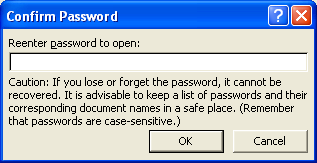 Confirm Password
Reenter password to open:
Caution: If you lose or forget the password, it cannot be
recovered. It is advisable to keep a list of passwords and their
corresponding document names in a safe place. (Remember
that passwords are case-sensitive.)
OK Cancel